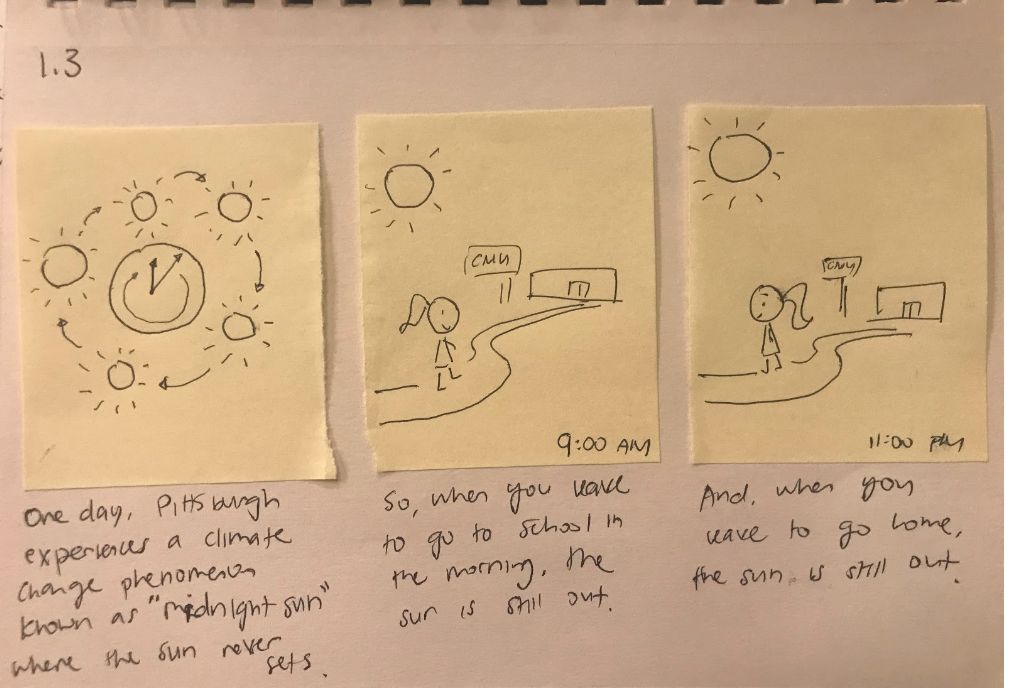 1.3
CMU
9:00 AM
CMU
11:00 PM
One day, Pittsburgh
experiences a climate
change phenomenon
known as "midnight sun"
where the sun never
sets.
So, when you leave
to go to school in
the morning, the
sun is still out.
And, when you
leave to go home,
the sun is still out.